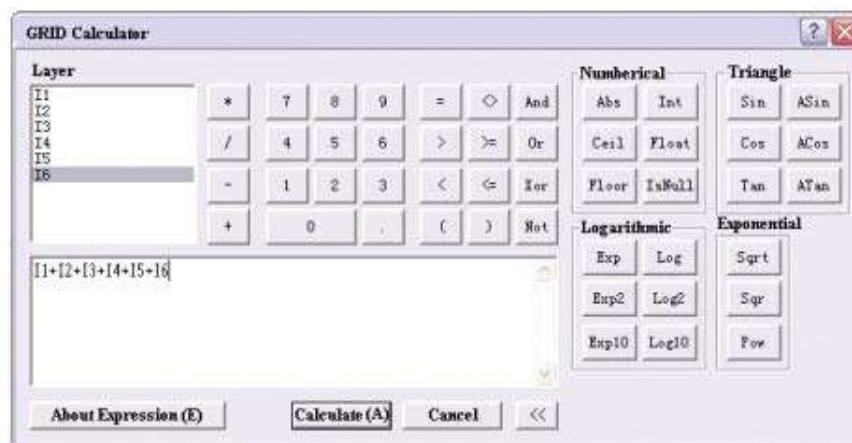 GRID Calculator
?
Layer
I1
I2
I3
I4
I5
I6
* 7 8 9 = <> And
/ 4 5 6 > >= Or
- 1 2 3 < <= Xor
+ 0 . ( ) Not
I1+I2+I3+I4+I5+I6
About Expression (E) Calculate (A) Cancel <<
Numberical
Abs Int
Ceil Float
Floor IsNull
Triangle
Sin ASin
Cos ACos
Tan ATan
Logarithmic
Exp Log
Exp2 Log2
Exp10 Log10
Exponential
Sqrt
Sqr
Pow